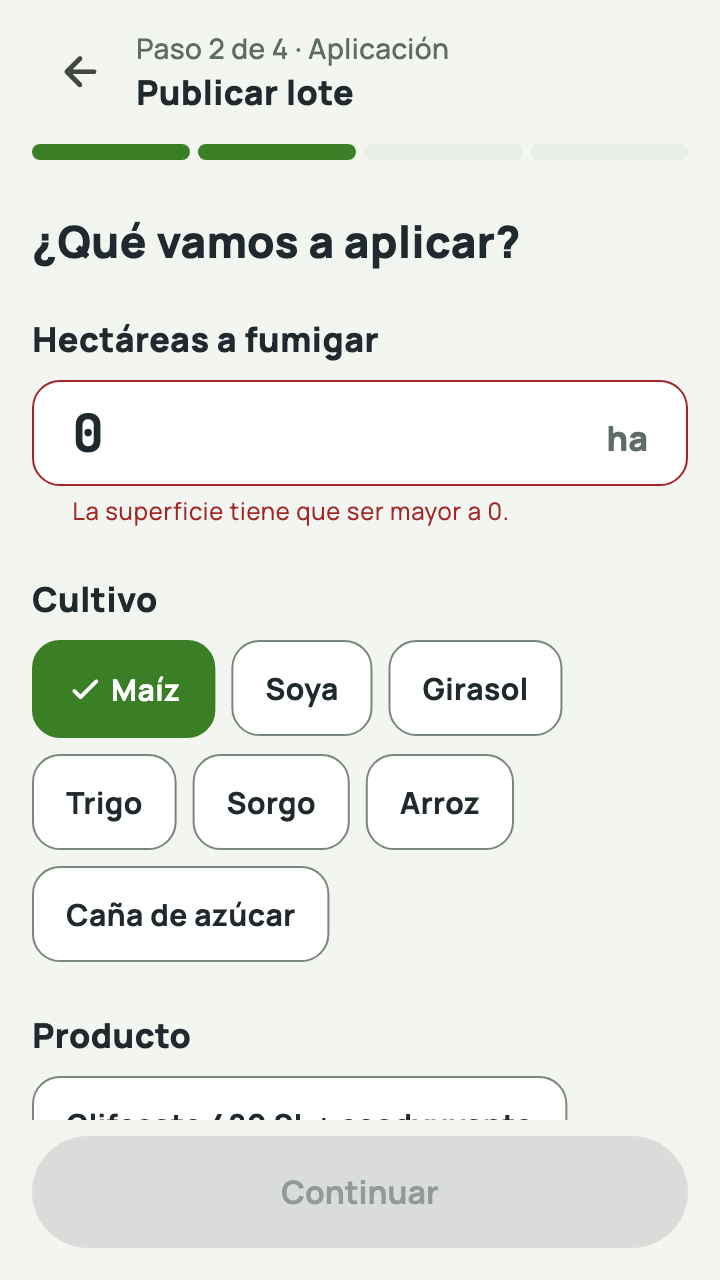 Paso 2 de 4 · Aplicación
Publicar lote
¿Qué vamos a aplicar?
Hectáreas a fumigar
0 ha
La superficie tiene que ser mayor a 0.
Cultivo
Maíz Soya Girasol
Trigo Sorgo Arroz
Caña de azúcar
Producto
Continuar